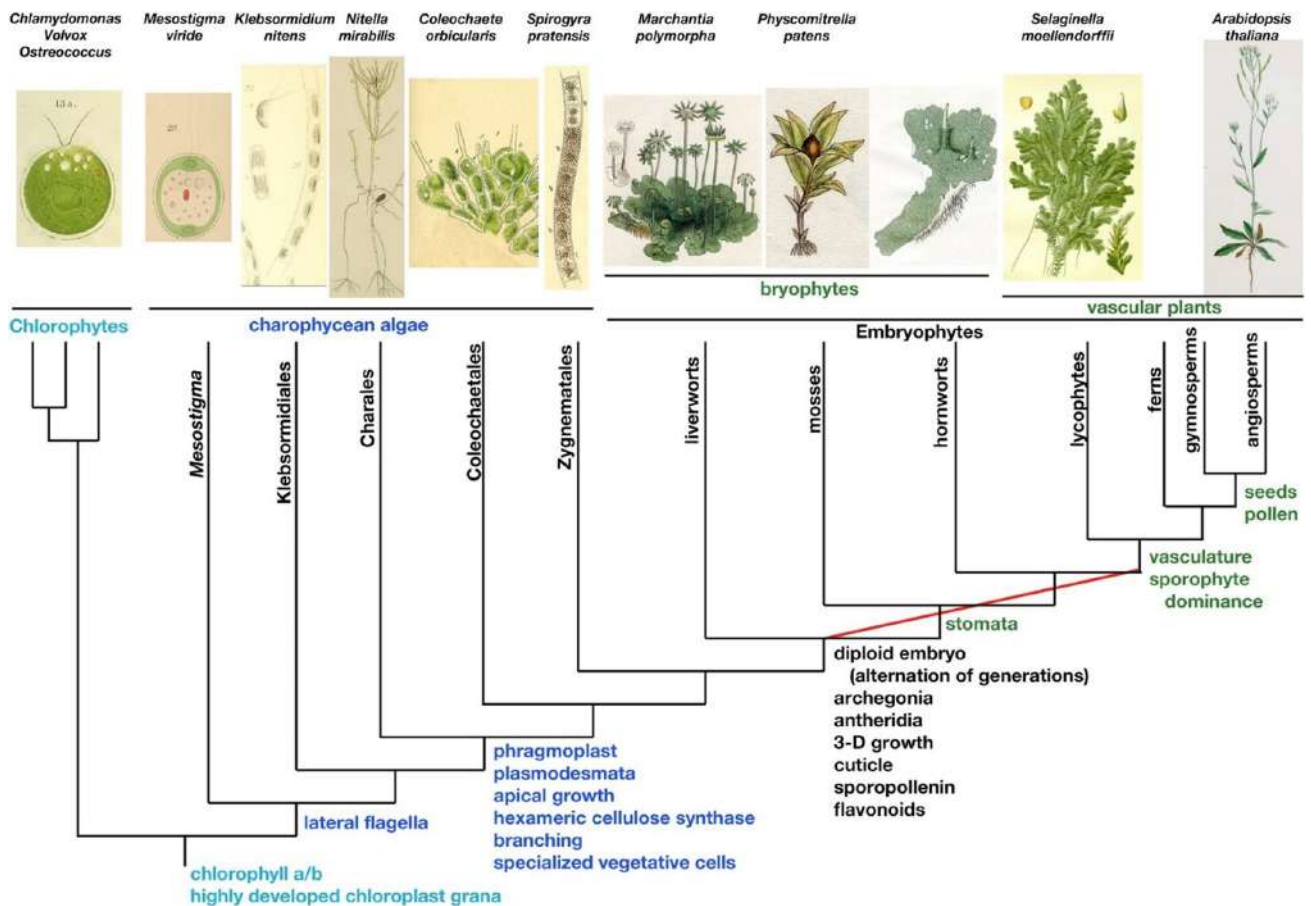 Chlamydomonas
Volvox
Ostreococcus
Mesostigma
viride
Klebsormidium
nitens
Nitella
mirabilis
Coleochaete
orbicularis
Spirogyra
pratensis
Marchantia
polymorpha
Physcomitrella
patens
Selaginella
moellendorffii
Arabidopsis
thaliana
13a.
bryophytes
vascular plants
Chlorophytes
charophycean algae
Embryophytes
Mesostigma
Klebsormidiales
Charales
Coleochaetales
Zygnematales
liverworts
mosses
hornworts
lycophytes
ferns
gymnosperms
angiosperms
seeds
pollen
vasculature
sporophyte
dominance
stomata
diploid embryo
(alternation of generations)
archegonia
antheridia
3-D growth
cuticle
sporopollenin
flavonoids
phragmoplast
plasmodesmata
apical growth
hexameric cellulose synthase
branching
specialized vegetative cells
lateral flagella
chlorophyll a/b
highly developed chloroplast grana